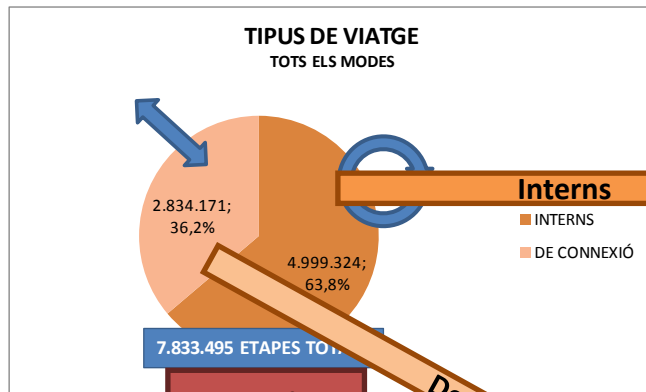 TIPUS DE VIATGE
TOTS ELS MODES
2.834.171;
36,2%
Interns
INTERNS
4.999.324;
63,8%
DE CONNEXIÓ
7.833.495 ETAPES